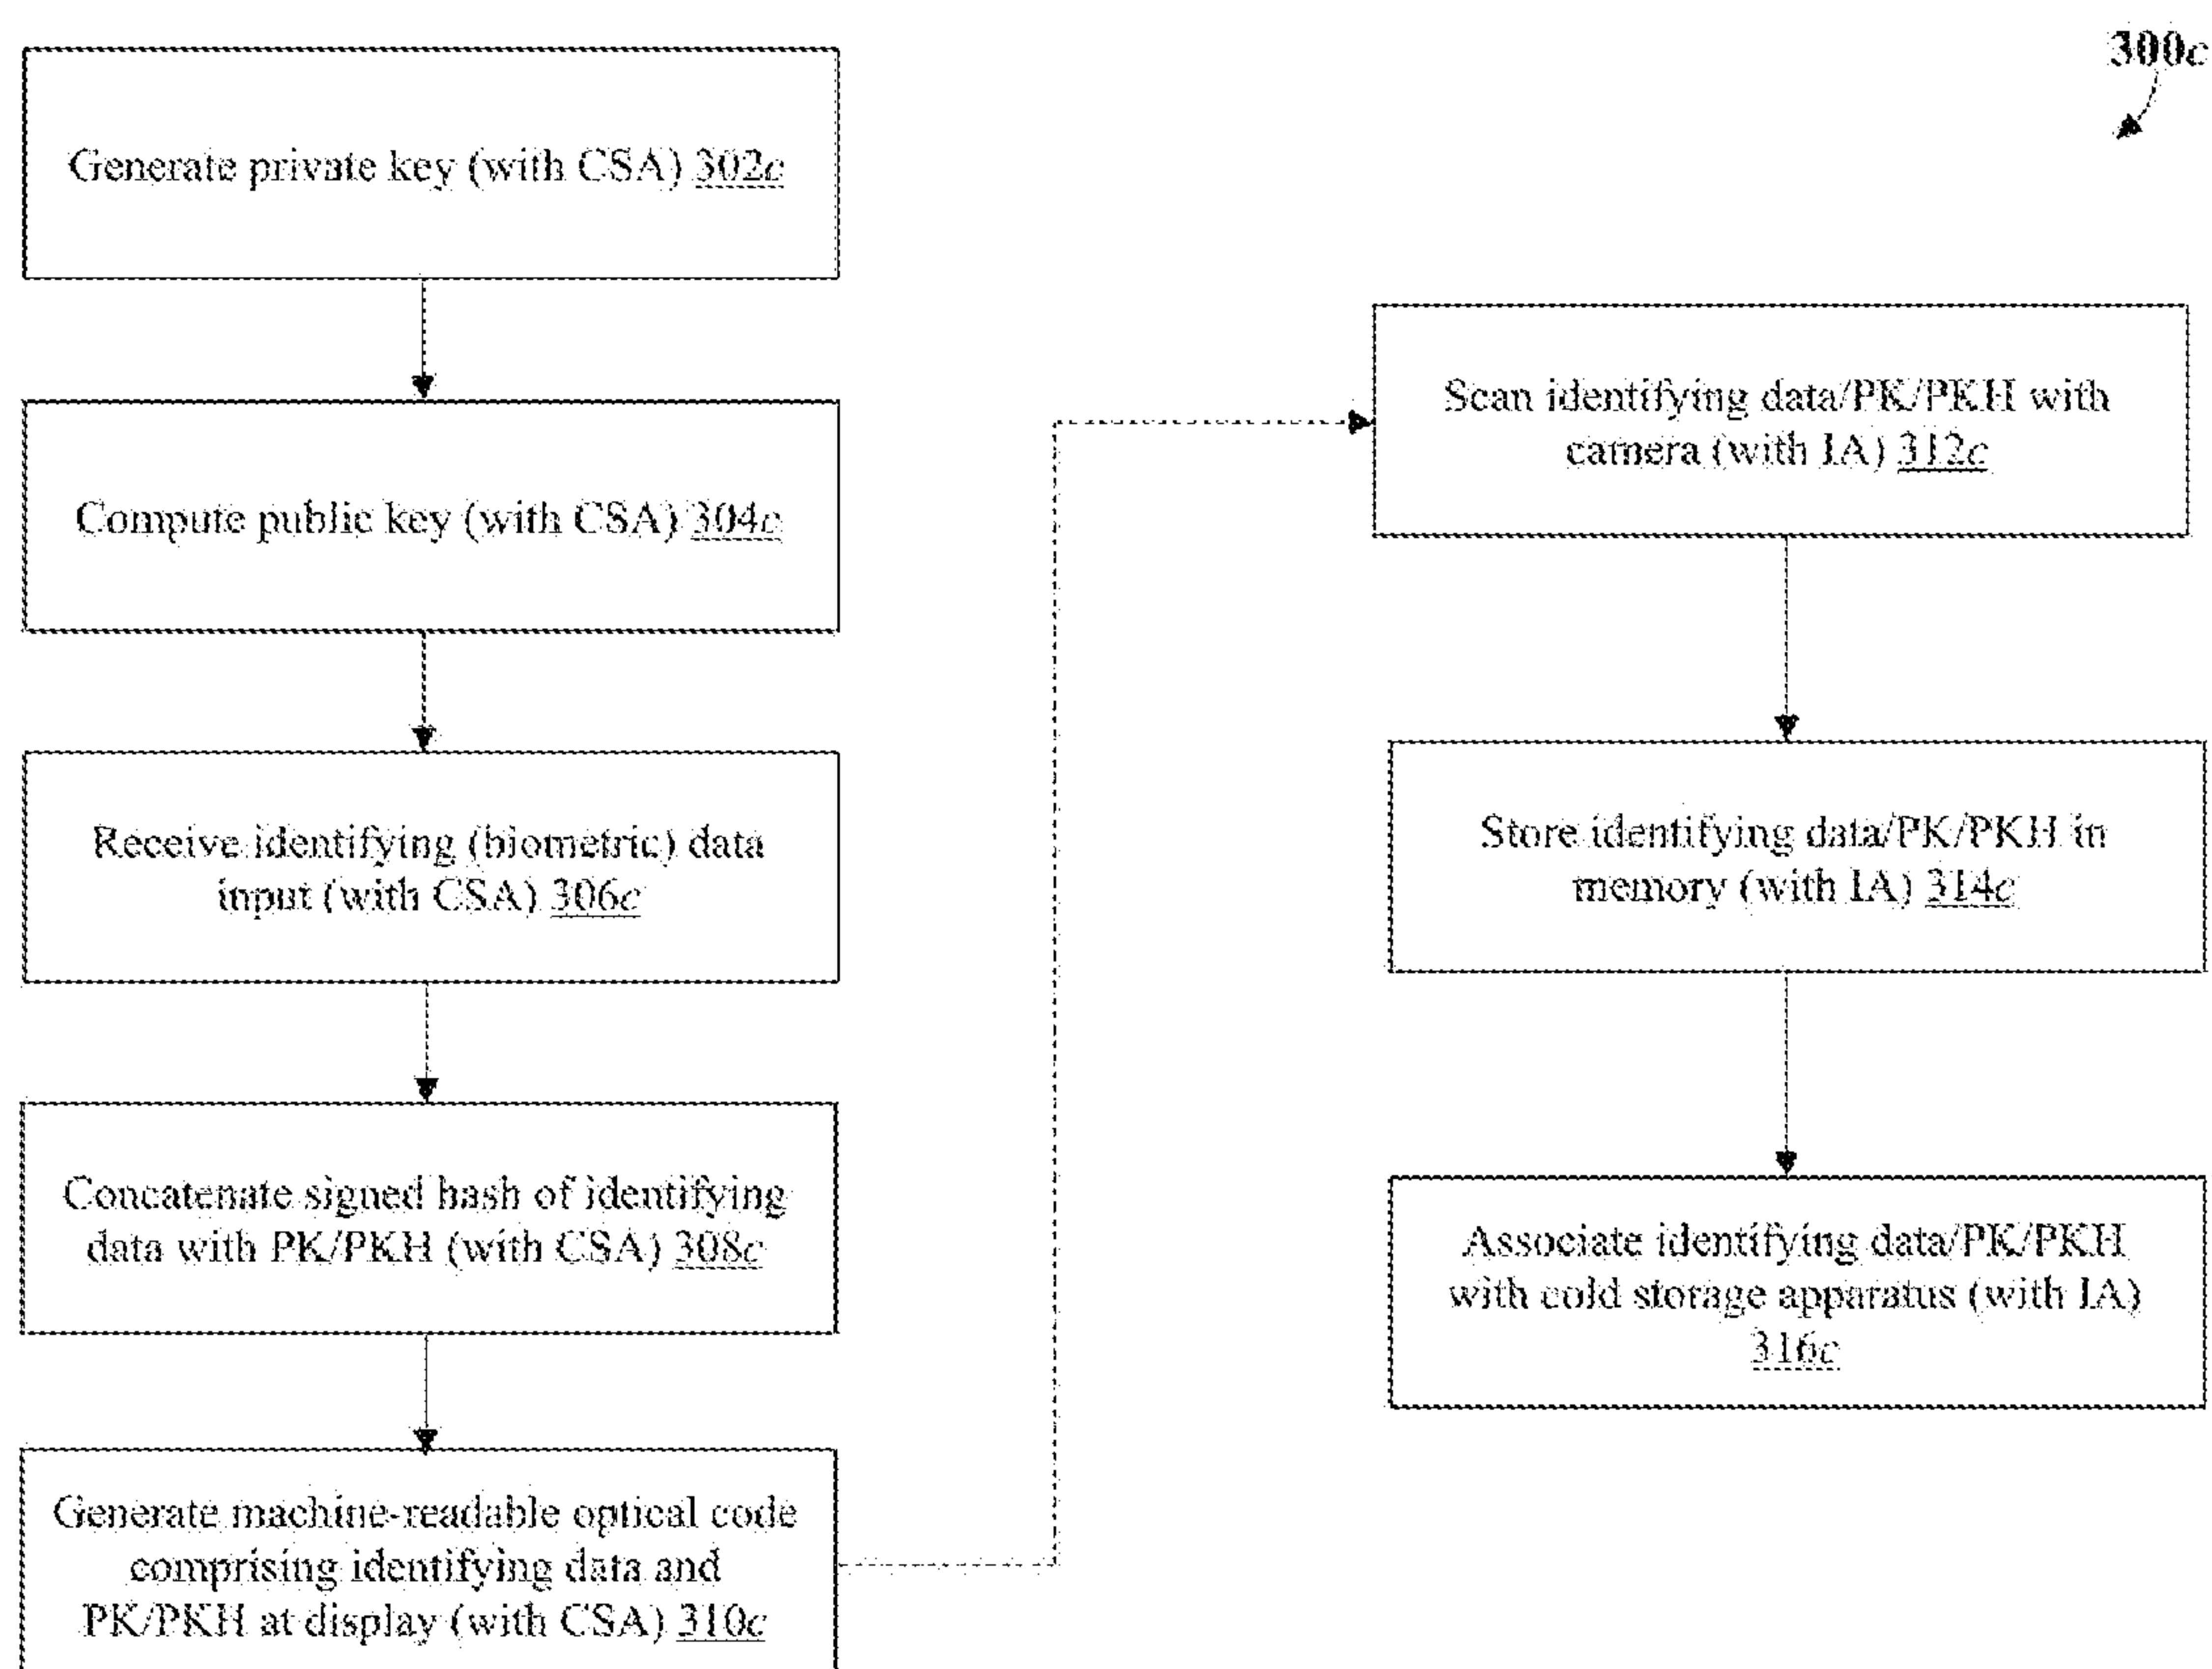 300c
Generate private key (with CSA) 302c
Compute public key (with CSA) 304c
Receive identifying (biometric) data
input (with CSA) 306c
Concatenate signed hash of identifying
data with PK/PKH (with CSA) 308c
Generate machine-readable optical code
comprising identifying data and
PK/PKH at display (with CSA) 310c
Scan identifying data/PK/PKH with
camera (with IA) 312c
Store identifying data/PK/PKH in
memory (with IA) 314c
Associate identifying data/PK/PKH
with cold storage apparatus (with IA)
316c